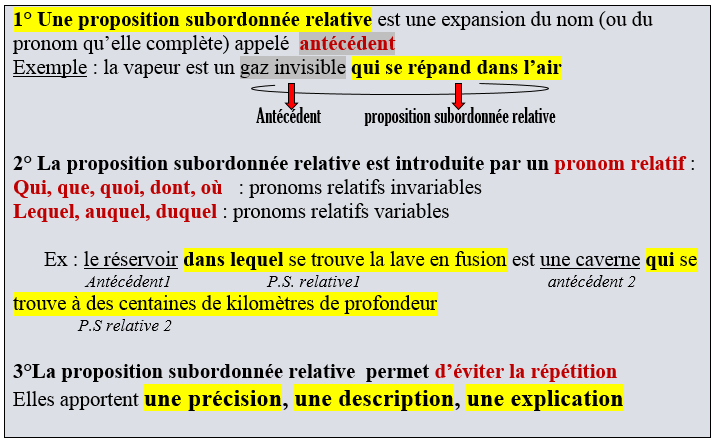 1° Une proposition subordonnée relative est une expansion du nom (ou du
pronom qu'elle complète) appelé antécédent
Exemple : la vapeur est un gaz invisible qui se répand dans l'air
Antécédent proposition subordonnée relative
2° La proposition subordonnée relative est introduite par un pronom relatif :
Qui, que, quoi, dont, où : pronoms relatifs invariables
Lequel, auquel, duquel : pronoms relatifs variables
Ex : le réservoir dans lequel se trouve la lave en fusion est une caverne qui se
Antécédent1 P.S. relative1 antécédent 2
trouve à des centaines de kilomètres de profondeur
P.S relative 2
3°La proposition subordonnée relative permet d'éviter la répétition
Elles apportent une précision, une description, une explication